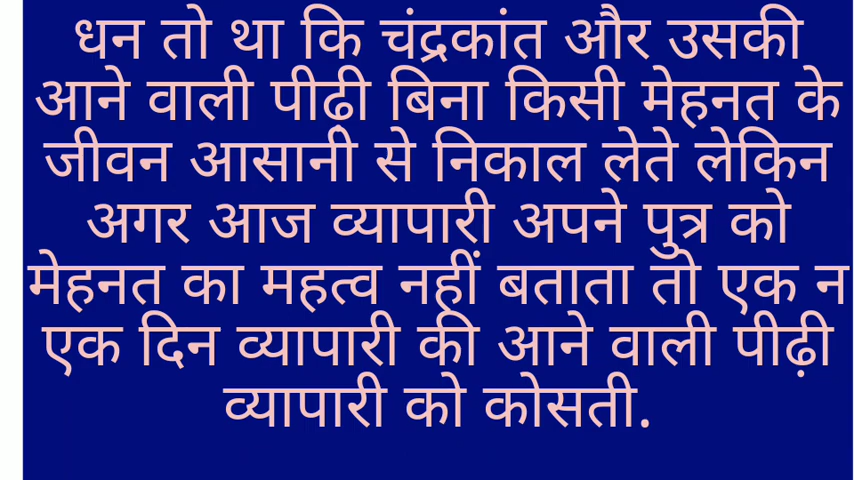 धन तो था कि चंद्रकांत और उसकी
आने वाली पीढ़ी बिना किसी मेहनत के
जीवन आसानी से निकाल लेते लेकिन
अगर आज व्यापारी अपने पुत्र को
मेहनत का महत्व नहीं बताता तो एक न
एक दिन व्यापारी की आने वाली पीढ़ी
व्यापारी को कोसती.